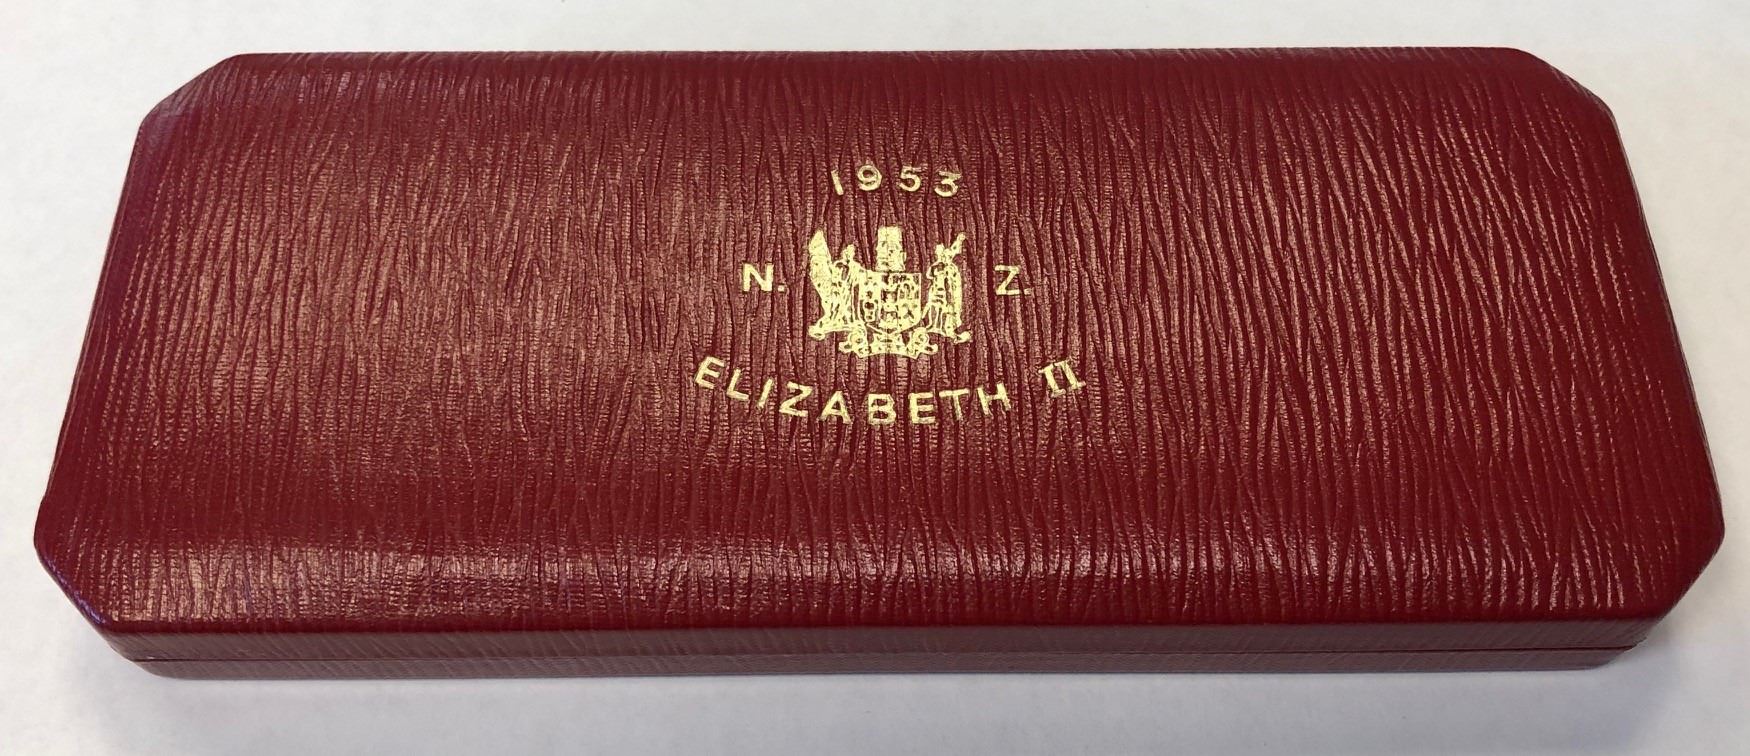 1953
N. Z.
ELIZABETH II